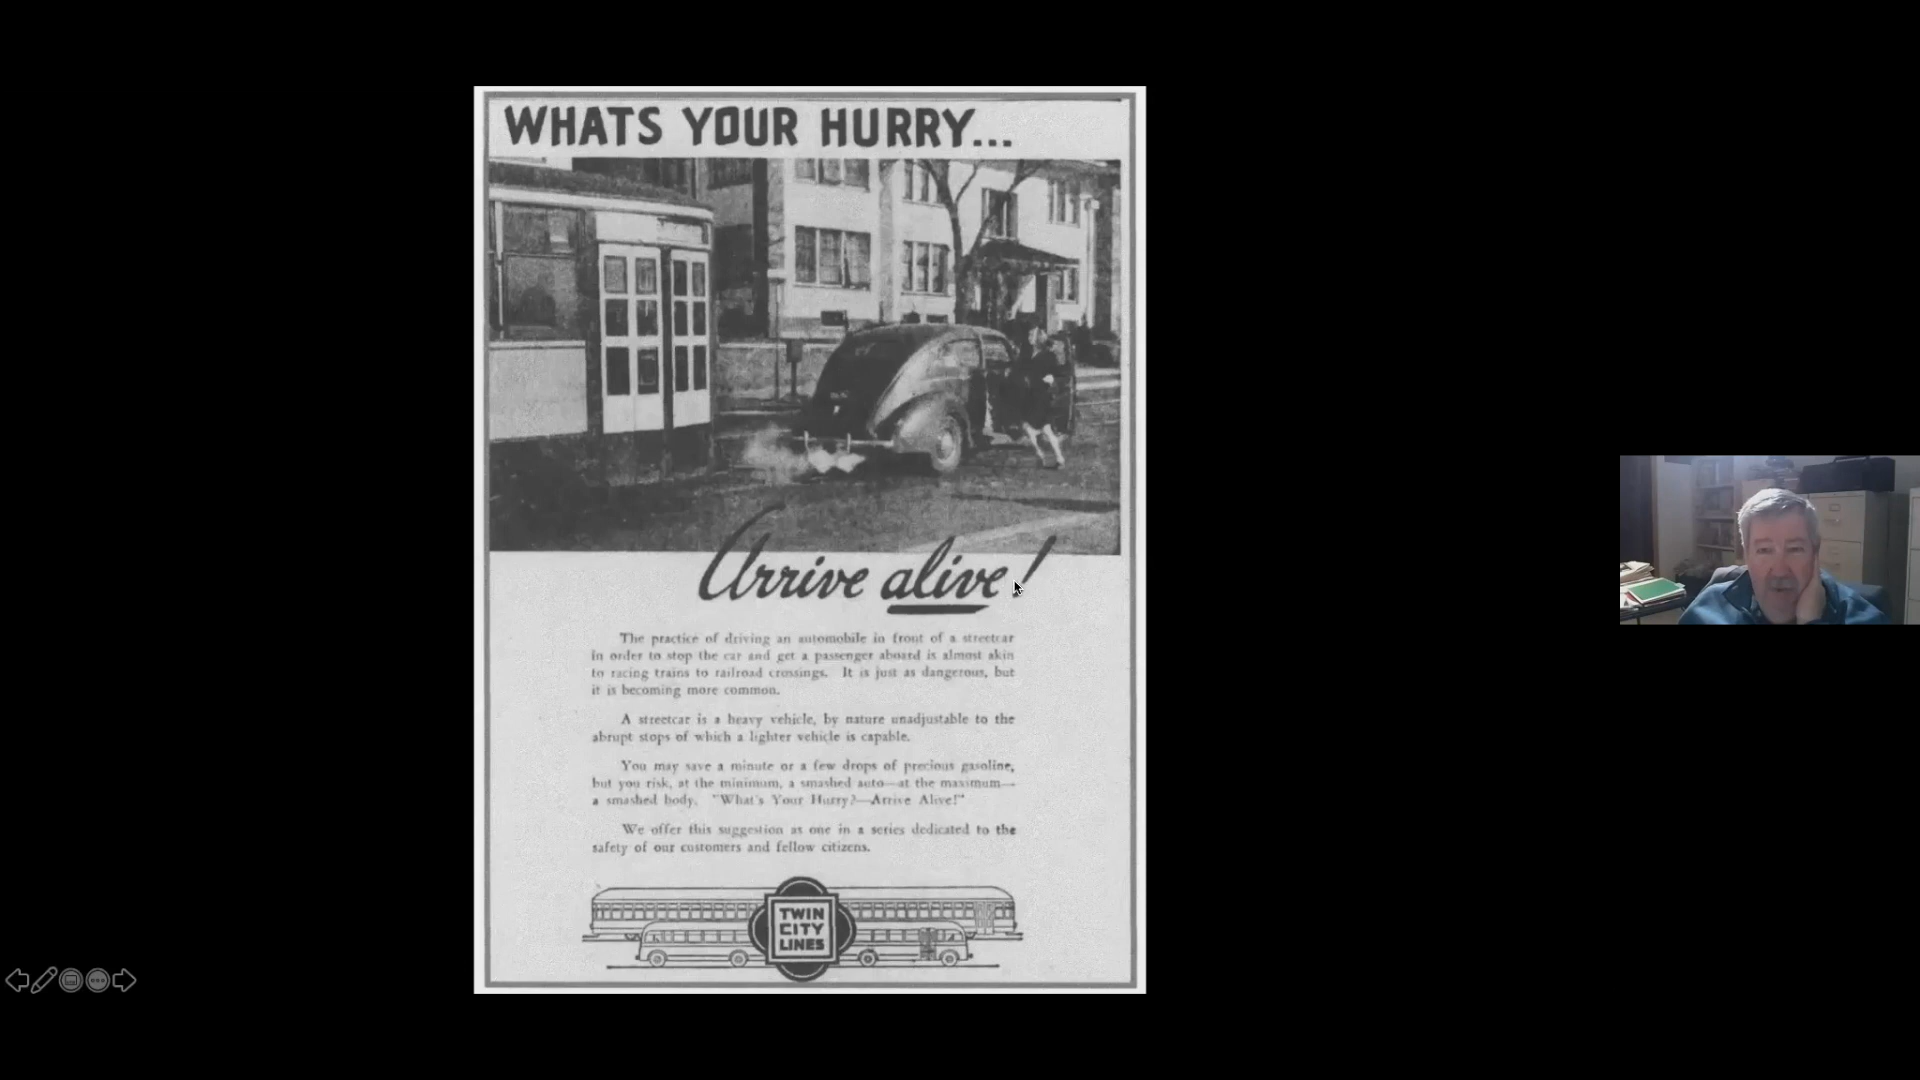 WHATS YOUR HURRY...
Arrive alive!
The practice of driving an automobile in front of a streetcar
in order to stop the car and get a passenger aboard is almost akin
to racing trains to railroad crossings. It is just as dangerous, but
it is becoming more common.
A streetcar is a heavy vehicle, by nature unadjustable to the
abrupt stops of which a lighter vehicle is capable.
You may save a minute or a few drops of precious gasoline,
but you risk, at the minimum, a smashed auto—at the maximum—
a smashed body. "What's Your Hurry?—Arrive Alive!"
We offer this suggestion as one in a series dedicated to the
safety of our customers and fellow citizens.
TWIN
CITY
LINES